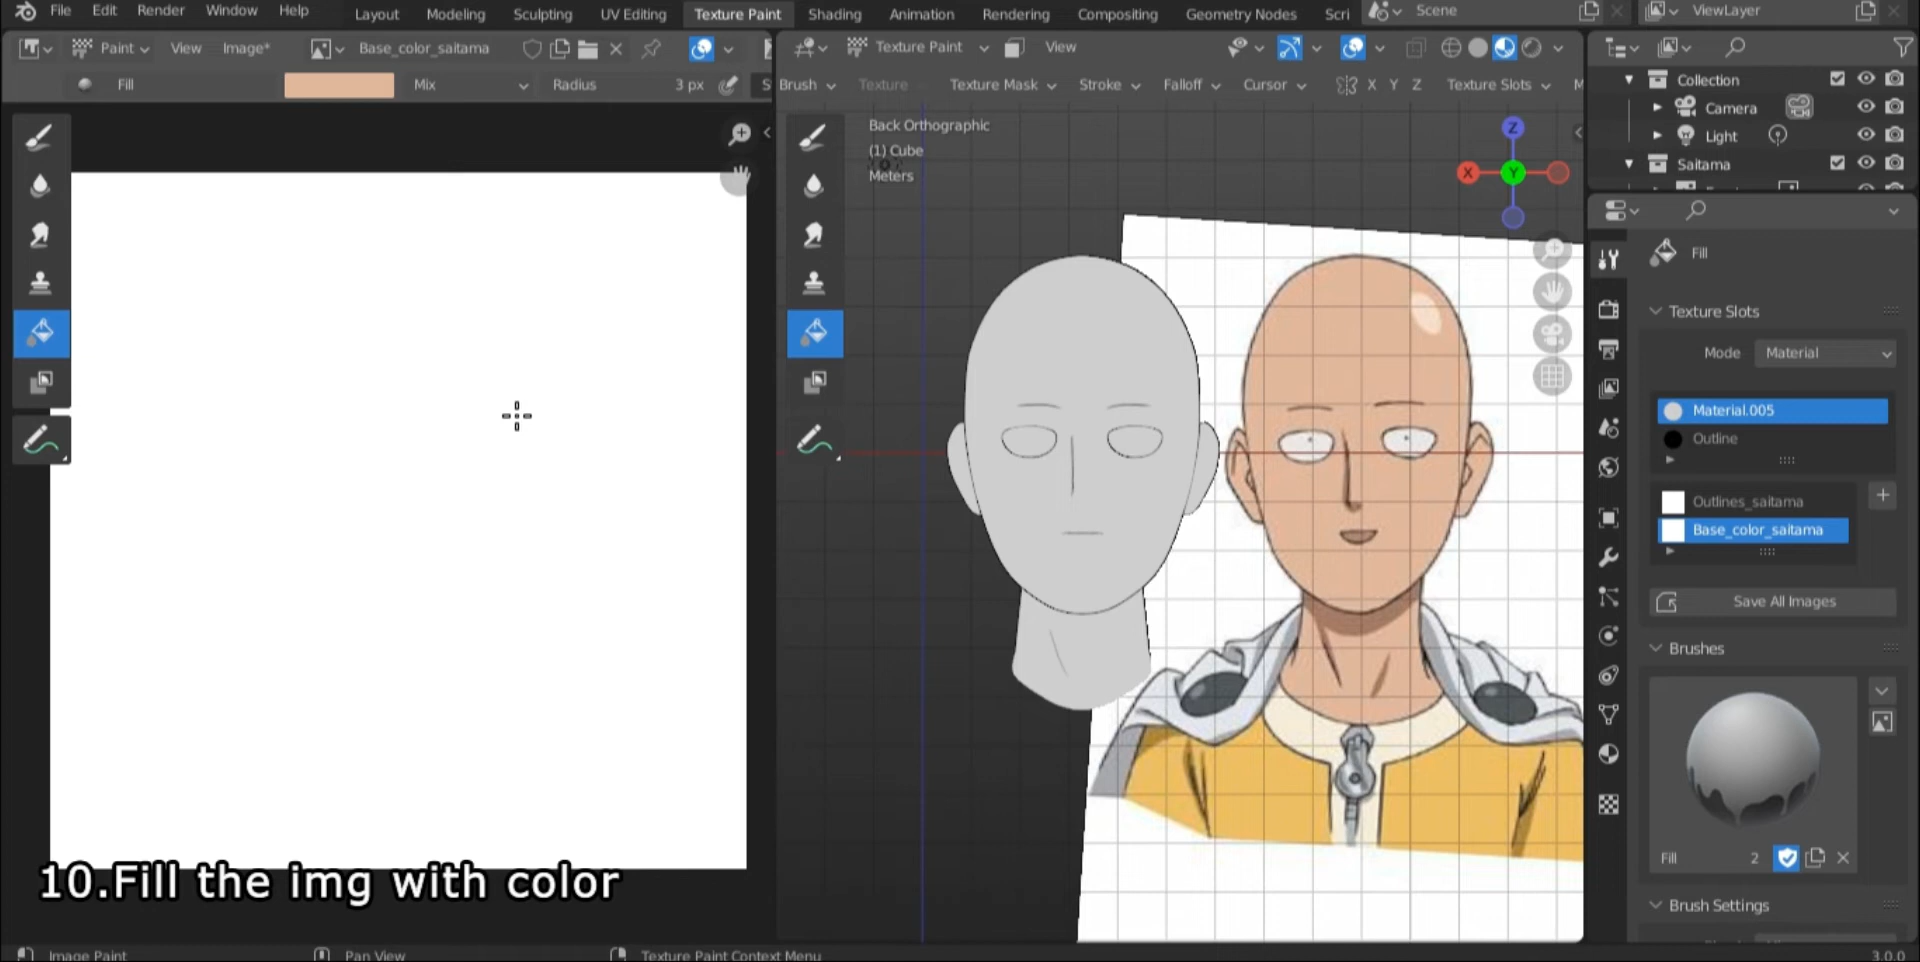 File Edit Render Window Help Layout Modeling Sculpting UV Editing Texture Paint Shading Animation Rendering Compositing Geometry Nodes Scri Scene ViewLayer
Paint View Image* Base_color_saitama Texture Paint View
Fill Mix Radius 3 px S Brush Texture Texture Mask Stroke Falloff Cursor X Y Z Texture Slots M
Collection
Camera
Light
Saitama
Back Orthographic
(1) Cube
Meters
Z
X Y
Fill
Texture Slots
Mode Material
Material.005
Outline
Outlines_saitama
Base_color_saitama
Save All Images
Brushes
Fill 2
Brush Settings
10.Fill the img with color
Image Paint Pan View Texture Paint Context Menu 3.0.0